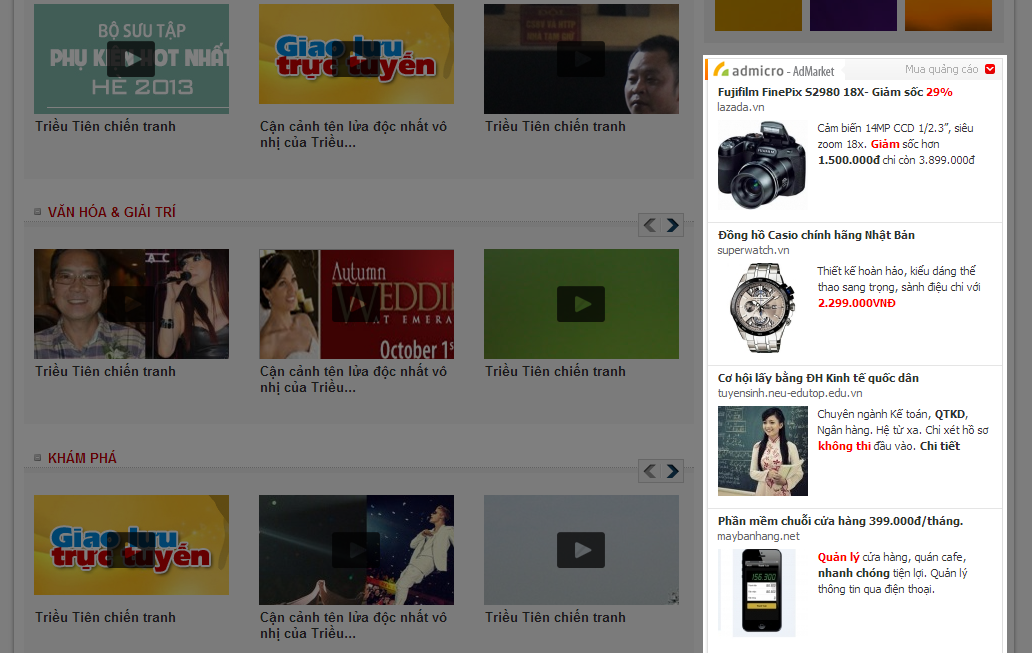 BỘ SƯU TẬP
PHỤ KIỆN HOT NHẤT
HÈ 2013
Giao lưu
trực tuyến
CSKV VÀ HTTP
NHÀ TẠM GIỮ
Triều Tiên chiến tranh
Cận cảnh tên lửa độc nhất vô
nhị của Triều...
Triều Tiên chiến tranh
VĂN HÓA & GIẢI TRÍ
Autumn
WEDDIN
AT EMERA
October 1s
Triều Tiên chiến tranh
Cận cảnh tên lửa độc nhất vô
nhị của Triều...
Triều Tiên chiến tranh
KHÁM PHÁ
Giao lưu
trực tuyến
Triều Tiên chiến tranh
Cận cảnh tên lửa độc nhất vô
nhị của Triều...
Triều Tiên chiến tranh
admicro - AdMarket
Mua quảng cáo
Fujifilm FinePix S2980 18X- Giảm sốc 29%
lazada.vn
Cảm biến 14MP CCD 1/2.3”, siêu
zoom 18x. Giảm sốc hơn
1.500.000đ chỉ còn 3.899.000đ
Đồng hồ Casio chính hãng Nhật Bản
superwatch.vn
Thiết kế hoàn hảo, kiểu dáng thể
thao sang trọng, sành điệu chỉ với
2,299.000VNĐ
Cơ hội lấy bằng ĐH Kinh tế quốc dân
tuyensinh.neu-edutop.edu.vn
Chuyên ngành Kế toán, QTKD,
Ngân hàng. Hệ từ xa. Chỉ xét hồ sơ
không thi đầu vào. Chi tiết
Phần mềm chuỗi cửa hàng 399.000đ/tháng.
maybanhang.net
156.300
Quản lý cửa hàng, quán cafe,
nhanh chóng tiện lợi. Quản lý
thông tin qua điện thoại.